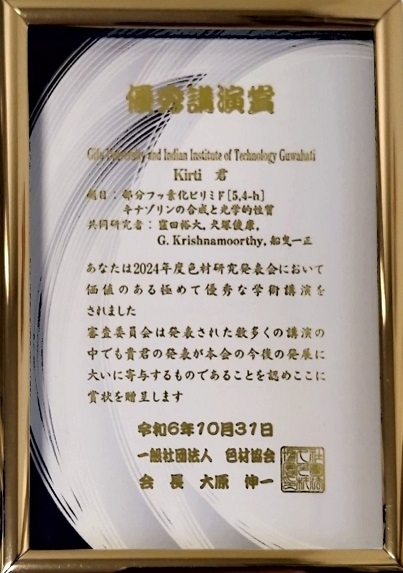 優秀講演賞
Gifu University and Indian Institute of Technology Guwahati
Kirti 君
題目:部分フッ素化ピリミド[5,4-h]
キナゾリンの合成と光学的性質
共同研究者:窪田裕大,犬塚俊康,
G. Krishnamoorthy, 船曳一正
あなたは2024年度色材研究発表会において
価値のある極めて優秀な学術講演を
されました
審査委員会は発表された数多くの講演の
中でも貴君の発表が本会の今後の発展に
大いに寄与するものであることを認めここに
賞状を贈呈します
令和6年10月31日
一般社団法人 色材協会
会長 大原 伸一